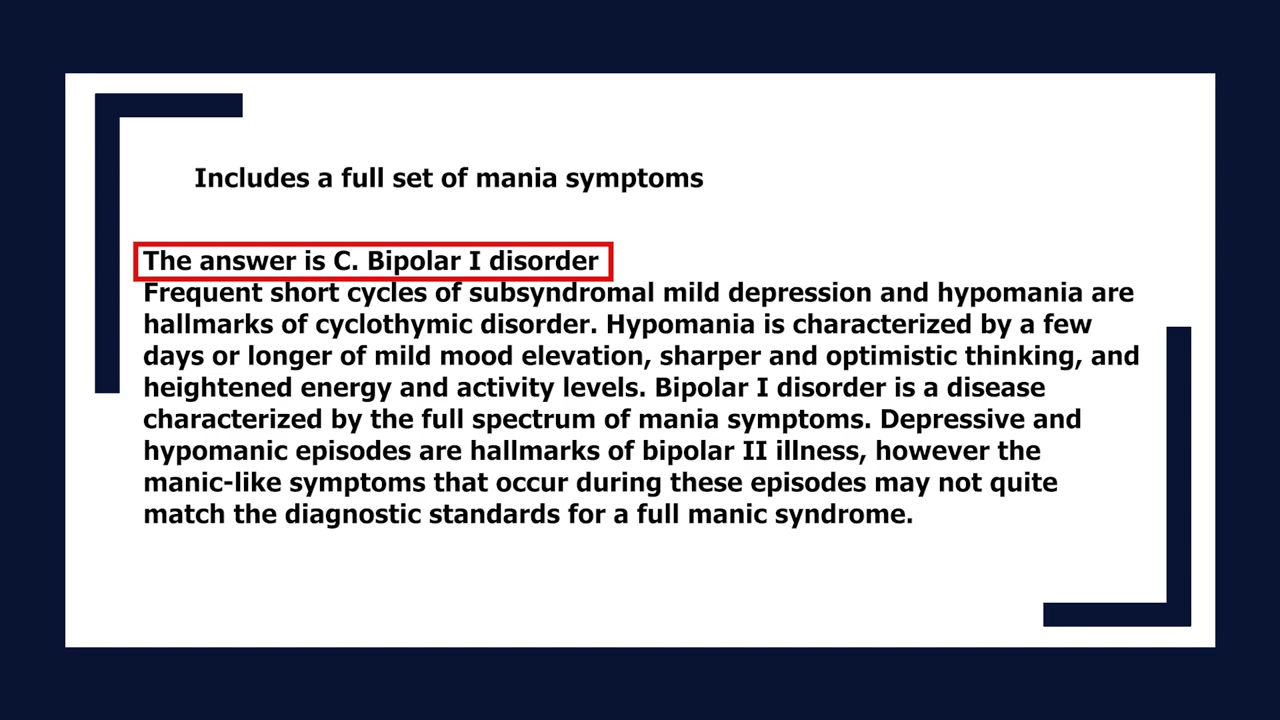 Includes a full set of mania symptoms
The answer is C. Bipolar I disorder
Frequent short cycles of subsyndromal mild depression and hypomania are
hallmarks of cyclothymic disorder. Hypomania is characterized by a few
days or longer of mild mood elevation, sharper and optimistic thinking, and
heightened energy and activity levels. Bipolar I disorder is a disease
characterized by the full spectrum of mania symptoms. Depressive and
hypomanic episodes are hallmarks of bipolar II illness, however the
manic-like symptoms that occur during these episodes may not quite
match the diagnostic standards for a full manic syndrome.